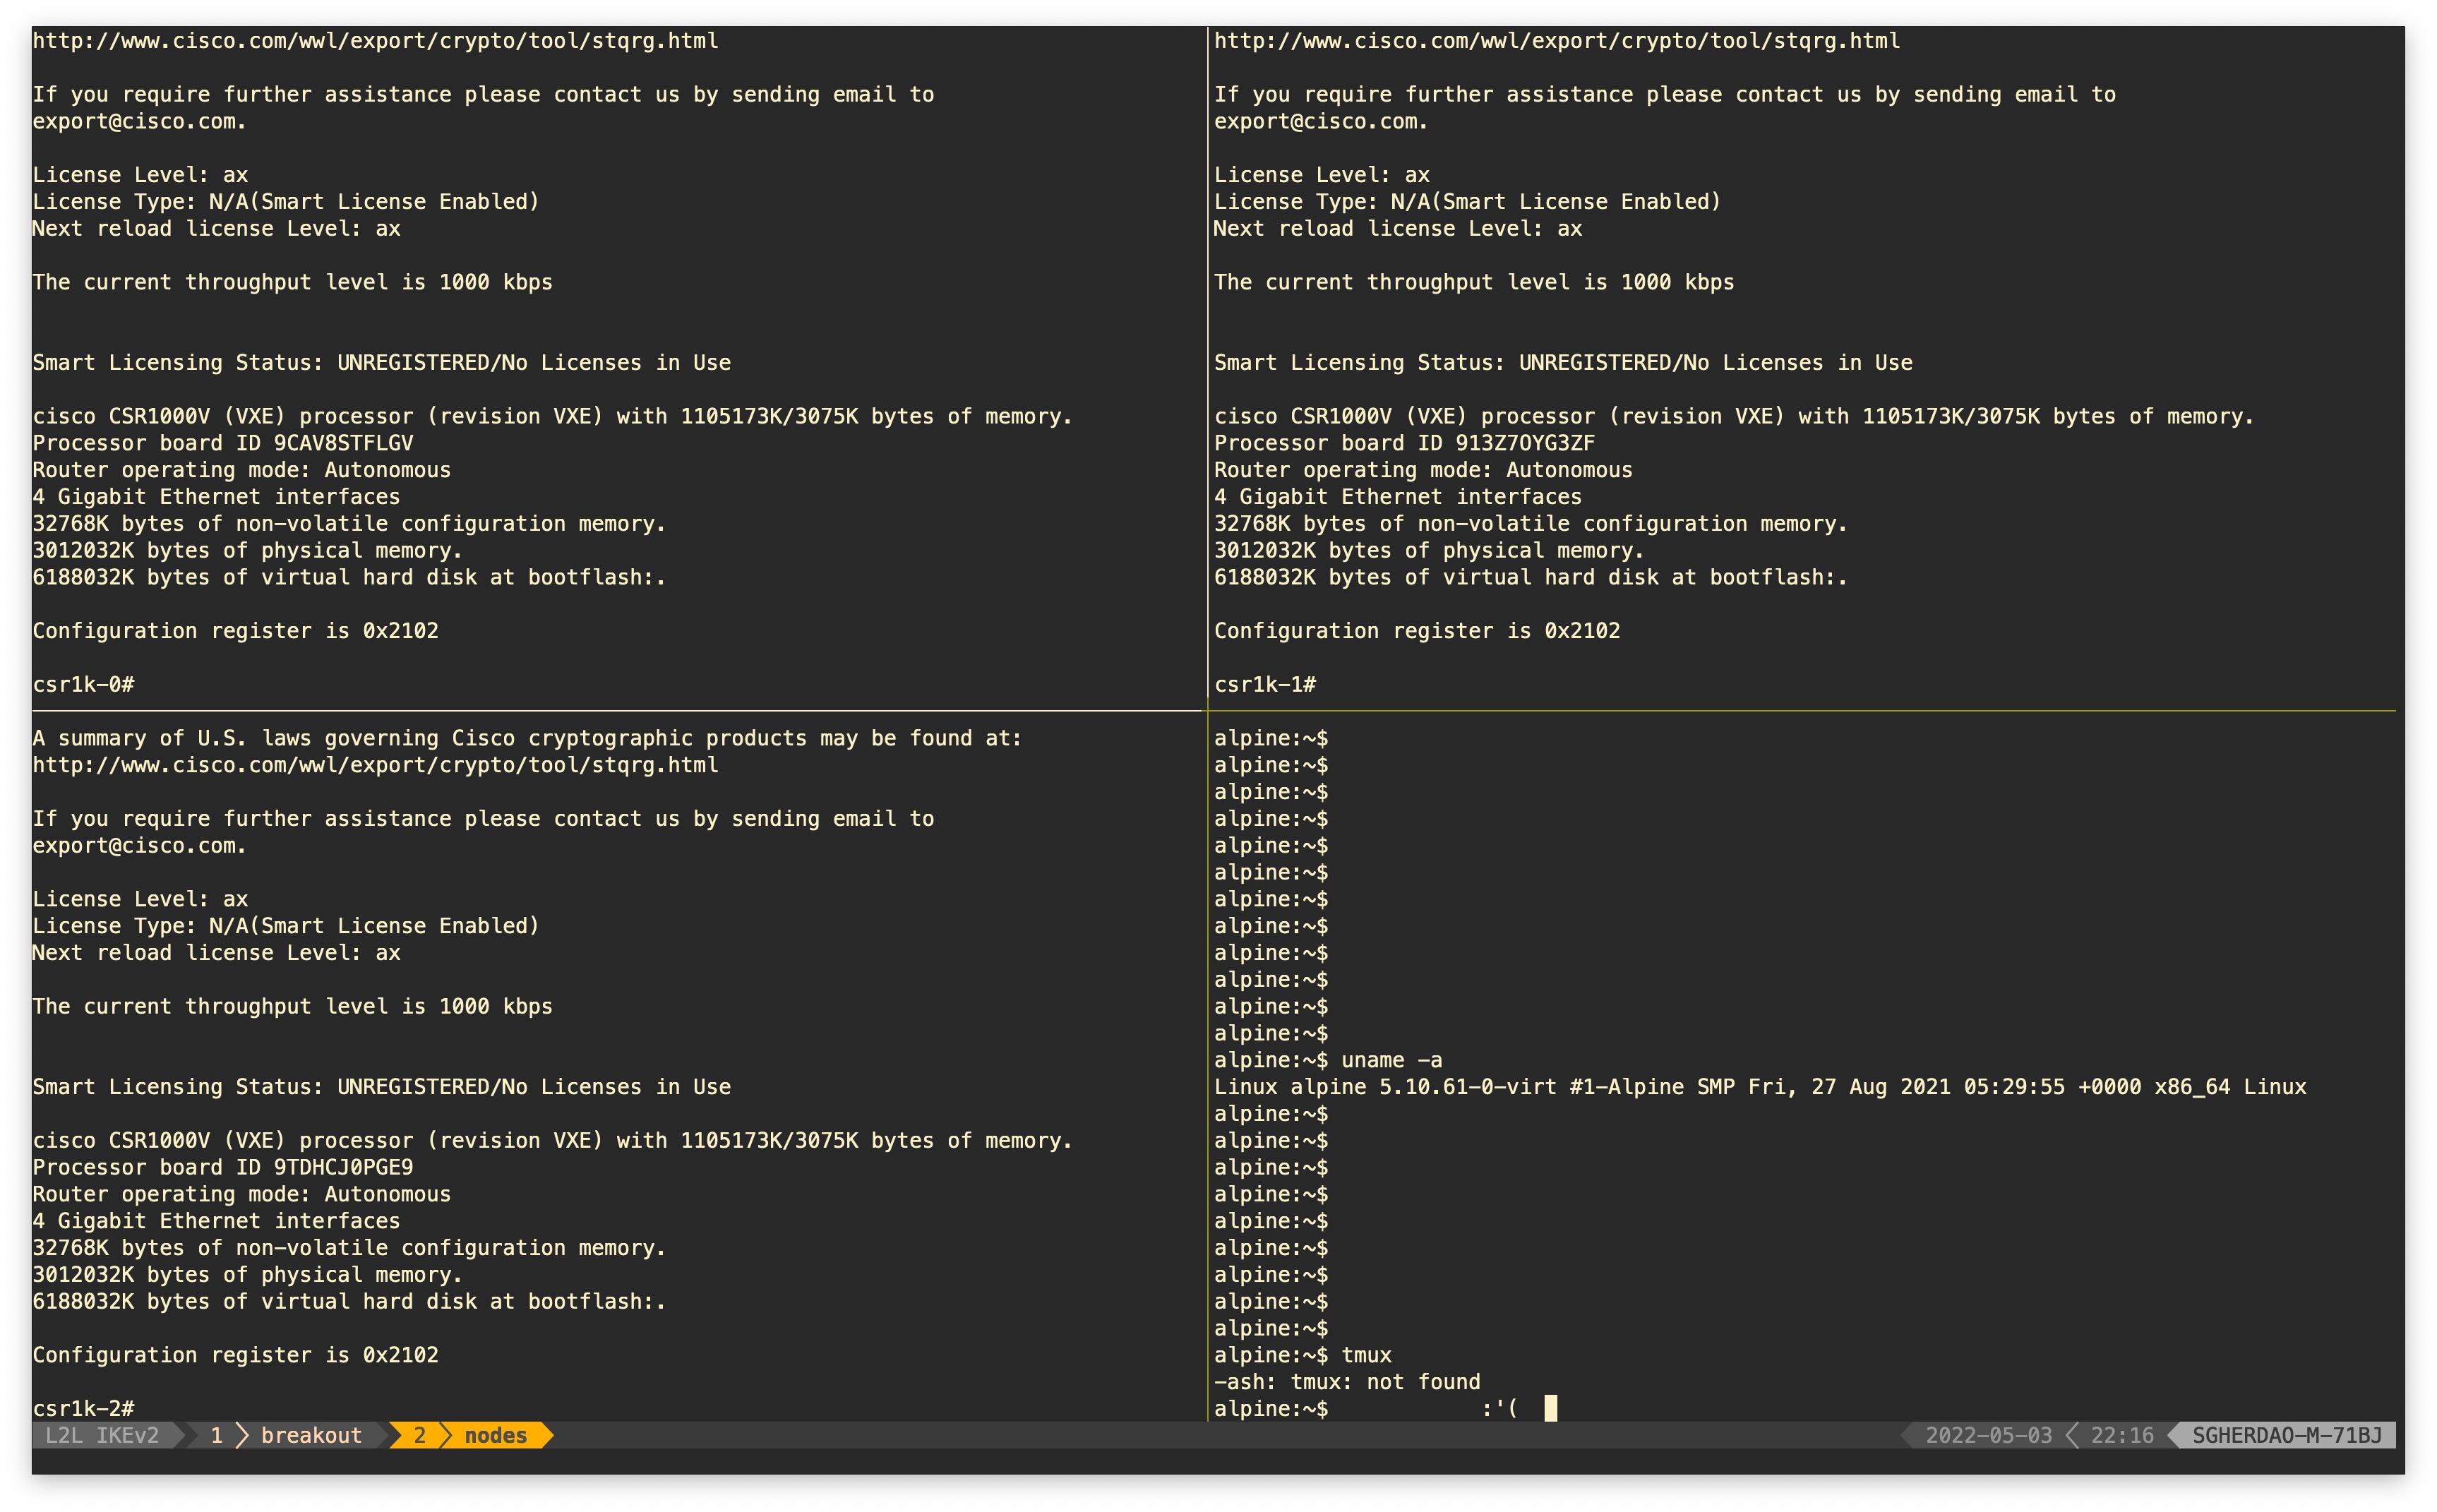 http://www.cisco.com/wwl/export/crypto/tool/stqrg.html
If you require further assistance please contact us by sending email to
export@cisco.com.
License Level: ax
License Type: N/A(Smart License Enabled)
Next reload license Level: ax
The current throughput level is 1000 kbps
Smart Licensing Status: UNREGISTERED/No Licenses in Use
cisco CSR1000V (VXE) processor (revision VXE) with 1105173K/3075K bytes of memory.
Processor board ID 9CAV8STFLGV
Router operating mode: Autonomous
4 Gigabit Ethernet interfaces
32768K bytes of non-volatile configuration memory.
3012032K bytes of physical memory.
6188032K bytes of virtual hard disk at bootflash:.
Configuration register is 0x2102
csr1k-0#
http://www.cisco.com/wwl/export/crypto/tool/stqrg.html
If you require further assistance please contact us by sending email to
export@cisco.com.
License Level: ax
License Type: N/A(Smart License Enabled)
Next reload license Level: ax
The current throughput level is 1000 kbps
Smart Licensing Status: UNREGISTERED/No Licenses in Use
cisco CSR1000V (VXE) processor (revision VXE) with 1105173K/3075K bytes of memory.
Processor board ID 913Z7OYG3ZF
Router operating mode: Autonomous
4 Gigabit Ethernet interfaces
32768K bytes of non-volatile configuration memory.
3012032K bytes of physical memory.
6188032K bytes of virtual hard disk at bootflash:.
Configuration register is 0x2102
csr1k-1#
A summary of U.S. laws governing Cisco cryptographic products may be found at:
http://www.cisco.com/wwl/export/crypto/tool/stqrg.html
If you require further assistance please contact us by sending email to
export@cisco.com.
License Level: ax
License Type: N/A(Smart License Enabled)
Next reload license Level: ax
The current throughput level is 1000 kbps
Smart Licensing Status: UNREGISTERED/No Licenses in Use
cisco CSR1000V (VXE) processor (revision VXE) with 1105173K/3075K bytes of memory.
Processor board ID 9TDHCJ0PGE9
Router operating mode: Autonomous
4 Gigabit Ethernet interfaces
32768K bytes of non-volatile configuration memory.
3012032K bytes of physical memory.
6188032K bytes of virtual hard disk at bootflash:.
Configuration register is 0x2102
csr1k-2#
alpine:~$
alpine:~$
alpine:~$
alpine:~$
alpine:~$
alpine:~$
alpine:~$
alpine:~$
alpine:~$
alpine:~$
alpine:~$
alpine:~$
alpine:~$ uname -a
Linux alpine 5.10.61-0-virt #1-Alpine SMP Fri, 27 Aug 2021 05:29:55 +0000 x86_64 Linux
alpine:~$
alpine:~$
alpine:~$
alpine:~$
alpine:~$
alpine:~$
alpine:~$
alpine:~$
alpine:~$
alpine:~$ tmux
-ash: tmux: not found
alpine:~$ :'(
L2L IKEv2 1 breakout 2 nodes 2022-05-03 22:16 SGHERDAO-M-71BJ